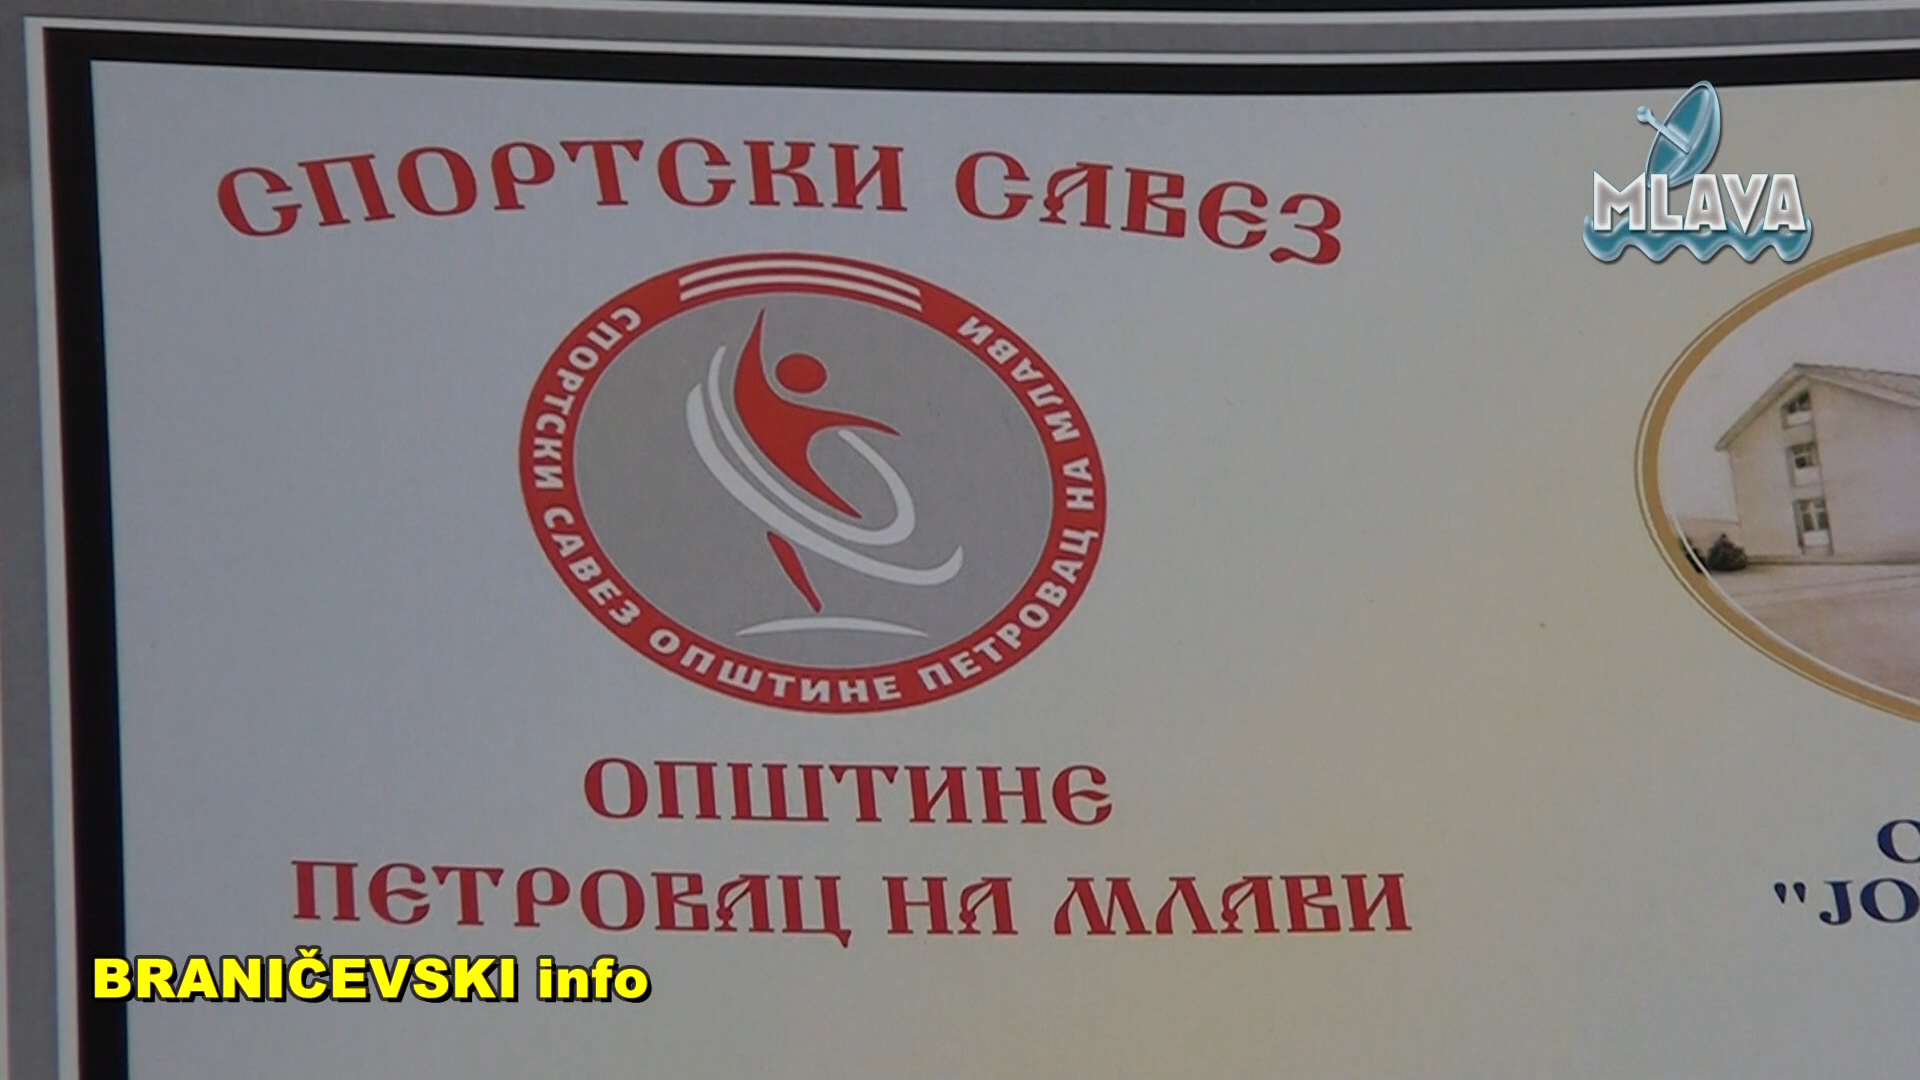 СПОРТСКИ САВЕЗ
MLAVA
СПОРТСКИ САВЕЗ ОПШТИНЕ ПЕТРОВАЦ НА МЛАВИ
ОПШТИНЕ
ПЕТРОВАЦ НА МЛАВИ
BRANIČEVSKI info